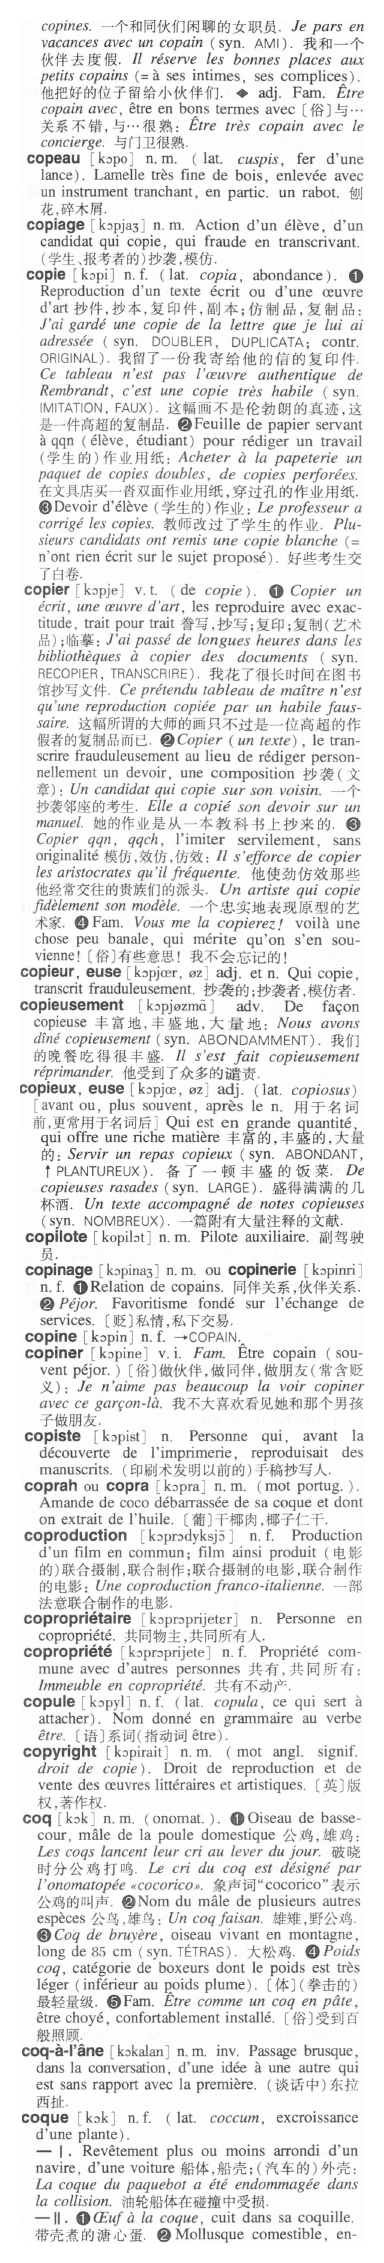 copines. 一个和同伙们闲聊的女职员. Je pars en
vacances avec un copain (syn. AMI). 我和一个
伙伴去度假. Il réserve les bonnes places aux
petits copains (= à ses intimes, ses complices).
他把好的位子留给小伙伴们. ◆ adj. Fam. Être
copain avec, être en bons termes avec [俗]与…
关系不错,与…很熟: Être très copain avec le
concierge. 与门卫很熟.
copeau [kɔpo] n. m. (lat. cuspis, fer d'une
lance). Lamelle très fine de bois, enlevée avec
un instrument tranchant, en partic. un rabot. 刨
花,碎木屑.
copiage [kɔpjaʒ] n. m. Action d'un élève, d'un
candidat qui copie, qui fraude en transcrivant.
(学生、报考者的)抄袭,模仿.
copie [kɔpi] n. f. (lat. copia, abondance). ❶
Reproduction d'un texte écrit ou d'une œuvre
d'art 抄件,抄本,复印件,副本;仿制品,复制品:
J'ai gardé une copie de la lettre que je lui ai
adressée (syn. DOUBLER, DUPLICATA; contr.
ORIGINAL). 我留了一份我寄给他的信的复印件.
Ce tableau n'est pas l'œuvre authentique de
Rembrandt, c'est une copie très habile (syn.
IMITATION, FAUX). 这幅画不是伦勃朗的真迹,这
是一件高超的复制品. ❷Feuille de papier servant
à qqn (élève, étudiant) pour rédiger un travail
(学生的)作业用纸: Acheter à la papeterie un
paquet de copies doubles, de copies perforées.
在文具店买一沓双面作业用纸,穿过孔的作业用纸.
❸Devoir d'élève (学生的)作业: Le professeur a
corrigé les copies. 教师改过了学生的作业. Plu-
sieurs candidats ont remis une copie blanche (=
n'ont rien écrit sur le sujet proposé). 好些考生交
了白卷.
copier [kɔpje] v. t. (de copie). ❶ Copier un
écrit, une œuvre d'art, les reproduire avec exac-
titude, trait pour trait 誊写,抄写;复印;复制(艺术
品);临摹: J'ai passé de longues heures dans les
bibliothèques à copier des documents (syn.
RECOPIER, TRANSCRIRE). 我花了很长时间在图书
馆抄写文件. Ce prétendu tableau de maître n'est
qu'une reproduction copiée par un habile faus-
saire. 这幅所谓的大师的画只不过是一位高超的作
假者的复制品而已. ❷Copier (un texte), le tran-
scrire frauduleusement au lieu de rédiger person-
nellement un devoir, une composition 抄袭(文
章): Un candidat qui copie sur son voisin. 一个
抄袭邻座的考生. Elle a copié son devoir sur un
manuel. 她的作业是从一本教科书上抄来的. ❸
Copier qqn, qqch, l'imiter servilement, sans
originalité 模仿,效仿,仿效: Il s'efforce de copier
les aristocrates qu'il fréquente. 他使劲仿效那些
他经常交往的贵族们的派头. Un artiste qui copie
fidèlement son modèle. 一个忠实地表现原型的艺
术家. ❹ Fam. Vous me la copierez! voilà une
chose peu banale, qui mérite qu'on s'en sou-
vienne! [俗]有些意思! 我不会忘记的!
copieur, euse [kɔpjœr, øz] adj. et n. Qui copie,
transcrit frauduleusement. 抄袭的;抄袭者,模仿者.
copieusement [kɔpjøzmɑ̃] adv. De façon
copieuse 丰富地,丰盛地,大量地: Nous avons
dîné copieusement (syn. ABONDAMMENT). 我们
的晚餐吃得很丰盛. Il s'est fait copieusement
réprimander. 他受到了众多的谴责.
copieux, euse [kɔpjœ, øz] adj. (lat. copiosus)
[avant ou, plus souvent, après le n. 用于名词
前,更常用于名词后] Qui est en grande quantité,
qui offre une riche matière 丰富的,丰盛的,大量
的: Servir un repas copieux (syn. ABONDANT,
↑PLANTUREUX). 备了一顿丰盛的饭菜. De
copieuses rasades (syn. LARGE). 盛得满满的几
杯酒. Un texte accompagné de notes copieuses
(syn. NOMBREUX). 一篇附有大量注释的文献.
copilote [kopilɔt] n. m. Pilote auxiliaire. 副驾驶
员.
copinage [kɔpinaʒ] n. m. ou copinerie [kɔpinri]
n. f. ❶Relation de copains. 同伴关系,伙伴关系.
❷ Péjor. Favoritisme fondé sur l'échange de
services. [贬]私情,私下交易.
copine [kɔpin] n. f. →COPAIN.
copiner [kɔpine] v. i. Fam. Être copain (sou-
vent péjor.) [俗]做伙伴,做同伴,做朋友(常含贬
义): Je n'aime pas beaucoup la voir copiner
avec ce garçon-là. 我不大喜欢看见她和那个男孩
子做朋友.
copiste [kɔpist] n. Personne qui, avant la
découverte de l'imprimerie, reproduisait des
manuscrits. (印刷术发明以前的)手稿抄写人.
coprah ou copra [kɔpra] n. m. (mot portug.).
Amande de coco débarrassée de sa coque et dont
on extrait de l'huile. [葡]干椰肉,椰子仁干.
coproduction [kɔprɔdyksjɔ̃] n. f. Production
d'un film en commun; film ainsi produit (电影
的)联合摄制,联合制作;联合摄制的电影,联合制作
的电影: Une coproduction franco-italienne. 一部
法意联合制作的电影.
copropriétaire [kɔprɔprijeter] n. Personne en
copropriété. 共同物主,共同所有人.
copropriété [kɔprɔprijete] n. f. Propriété com-
mune avec d'autres personnes 共有,共同所有:
Immeuble en copropriété. 共有不动产.
copule [kɔpyl] n. f. (lat. copula, ce qui sert à
attacher). Nom donné en grammaire au verbe
être. [语]系词(指动词 être).
copyright [kɔpirait] n. m. (mot angl. signif.
droit de copie). Droit de reproduction et de
vente des œuvres littéraires et artistiques. [英]版
权,著作权.
coq [kɔk] n. m. (onomat.). ❶Oiseau de basse-
cour, mâle de la poule domestique 公鸡,雄鸡:
Les coqs lancent leur cri au lever du jour. 破晓
时分公鸡打鸣. Le cri du coq est désigné par
l'onomatopée «cocorico». 象声词“cocorico”表示
公鸡的叫声. ❷Nom du mâle de plusieurs autres
espèces 公鸟,雄鸟: Un coq faisan. 雄雉,野公鸡.
❸Coq de bruyère, oiseau vivant en montagne,
long de 85 cm (syn. TÉTRAS). 大松鸡. ❹ Poids
coq, catégorie de boxeurs dont le poids est très
léger (inférieur au poids plume). [体](拳击的)
最轻量级. ❺Fam. Être comme un coq en pâte,
être choyé, confortablement installé. [俗]受到百
般照顾.
coq-à-l'âne [kɔkalan] n. m. inv. Passage brusque,
dans la conversation, d'une idée à une autre qui
est sans rapport avec la première. (谈话中)东拉
西扯.
coque [kɔk] n. f. (lat. coccum, excroissance
d'une plante).
— I. Revêtement plus ou moins arrondi d'un
navire, d'une voiture 船体,船壳;(汽车的)外壳:
La coque du paquebot a été endommagée dans
la collision. 油轮船体在碰撞中受损.
— II. ❶Œuf à la coque, cuit dans sa coquille.
带壳煮的溏心蛋. ❷ Mollusque comestible, en-